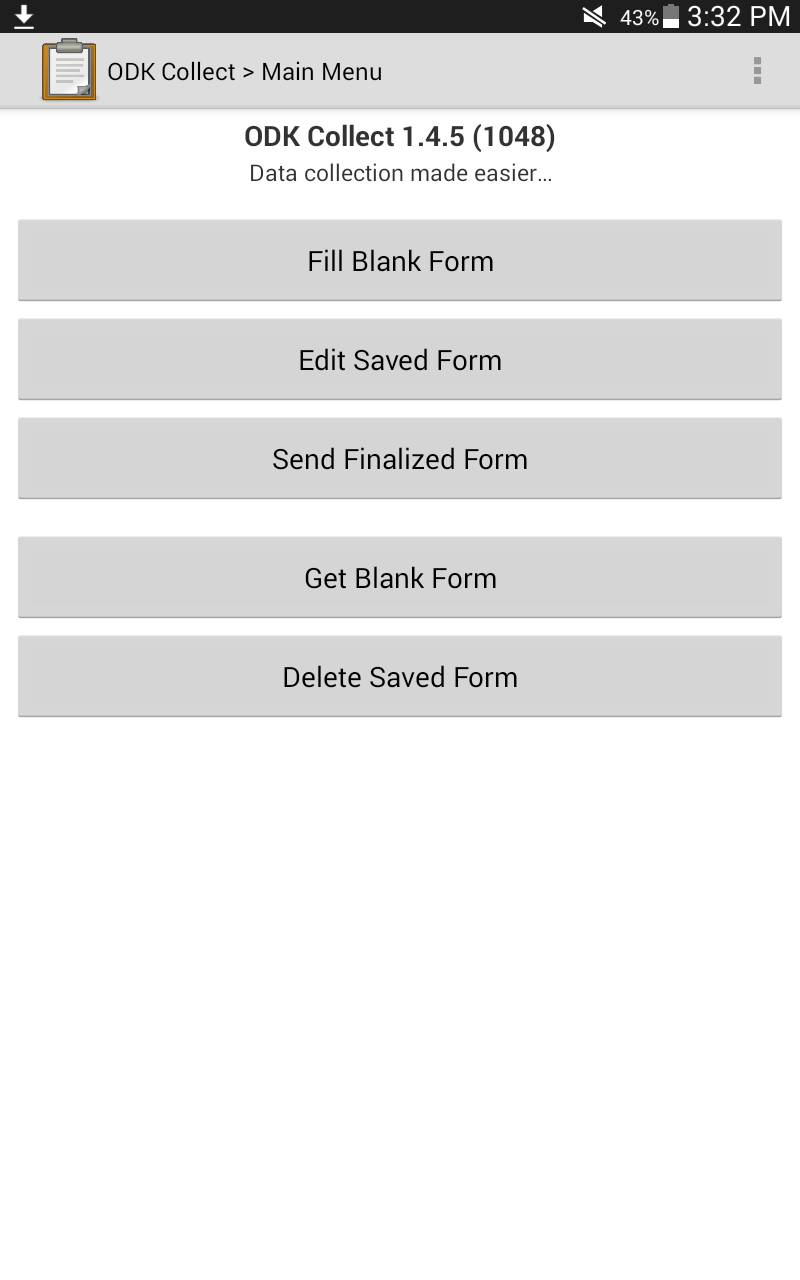 43% 3:32 PM
ODK Collect > Main Menu
ODK Collect 1.4.5 (1048)
Data collection made easier...
Fill Blank Form
Edit Saved Form
Send Finalized Form
Get Blank Form
Delete Saved Form